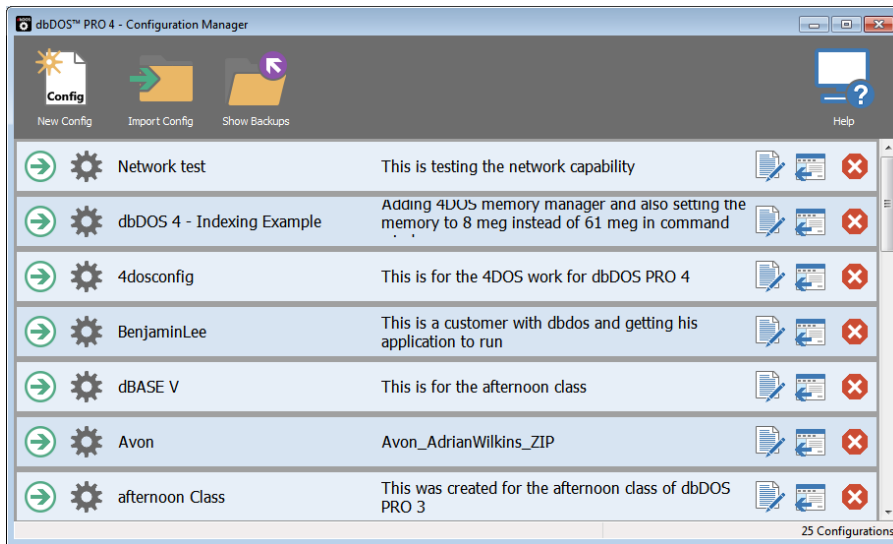 dbDOS™ PRO 4 - Configuration Manager
Config
New Config
Import Config
Show Backups
?
Help
Network test
This is testing the network capability
dbDOS 4 - Indexing Example
Adding 4DOS memory manager and also setting the
memory to 8 meg instead of 61 meg in command
4dosconfig
This is for the 4DOS work for dbDOS PRO 4
BenjaminLee
This is a customer with dbdos and getting his
application to run
dBASE V
This is for the afternoon class
Avon
Avon_AdrianWilkins_ZIP
afternoon Class
This was created for the afternoon class of dbDOS
PRO 3
25 Configurations